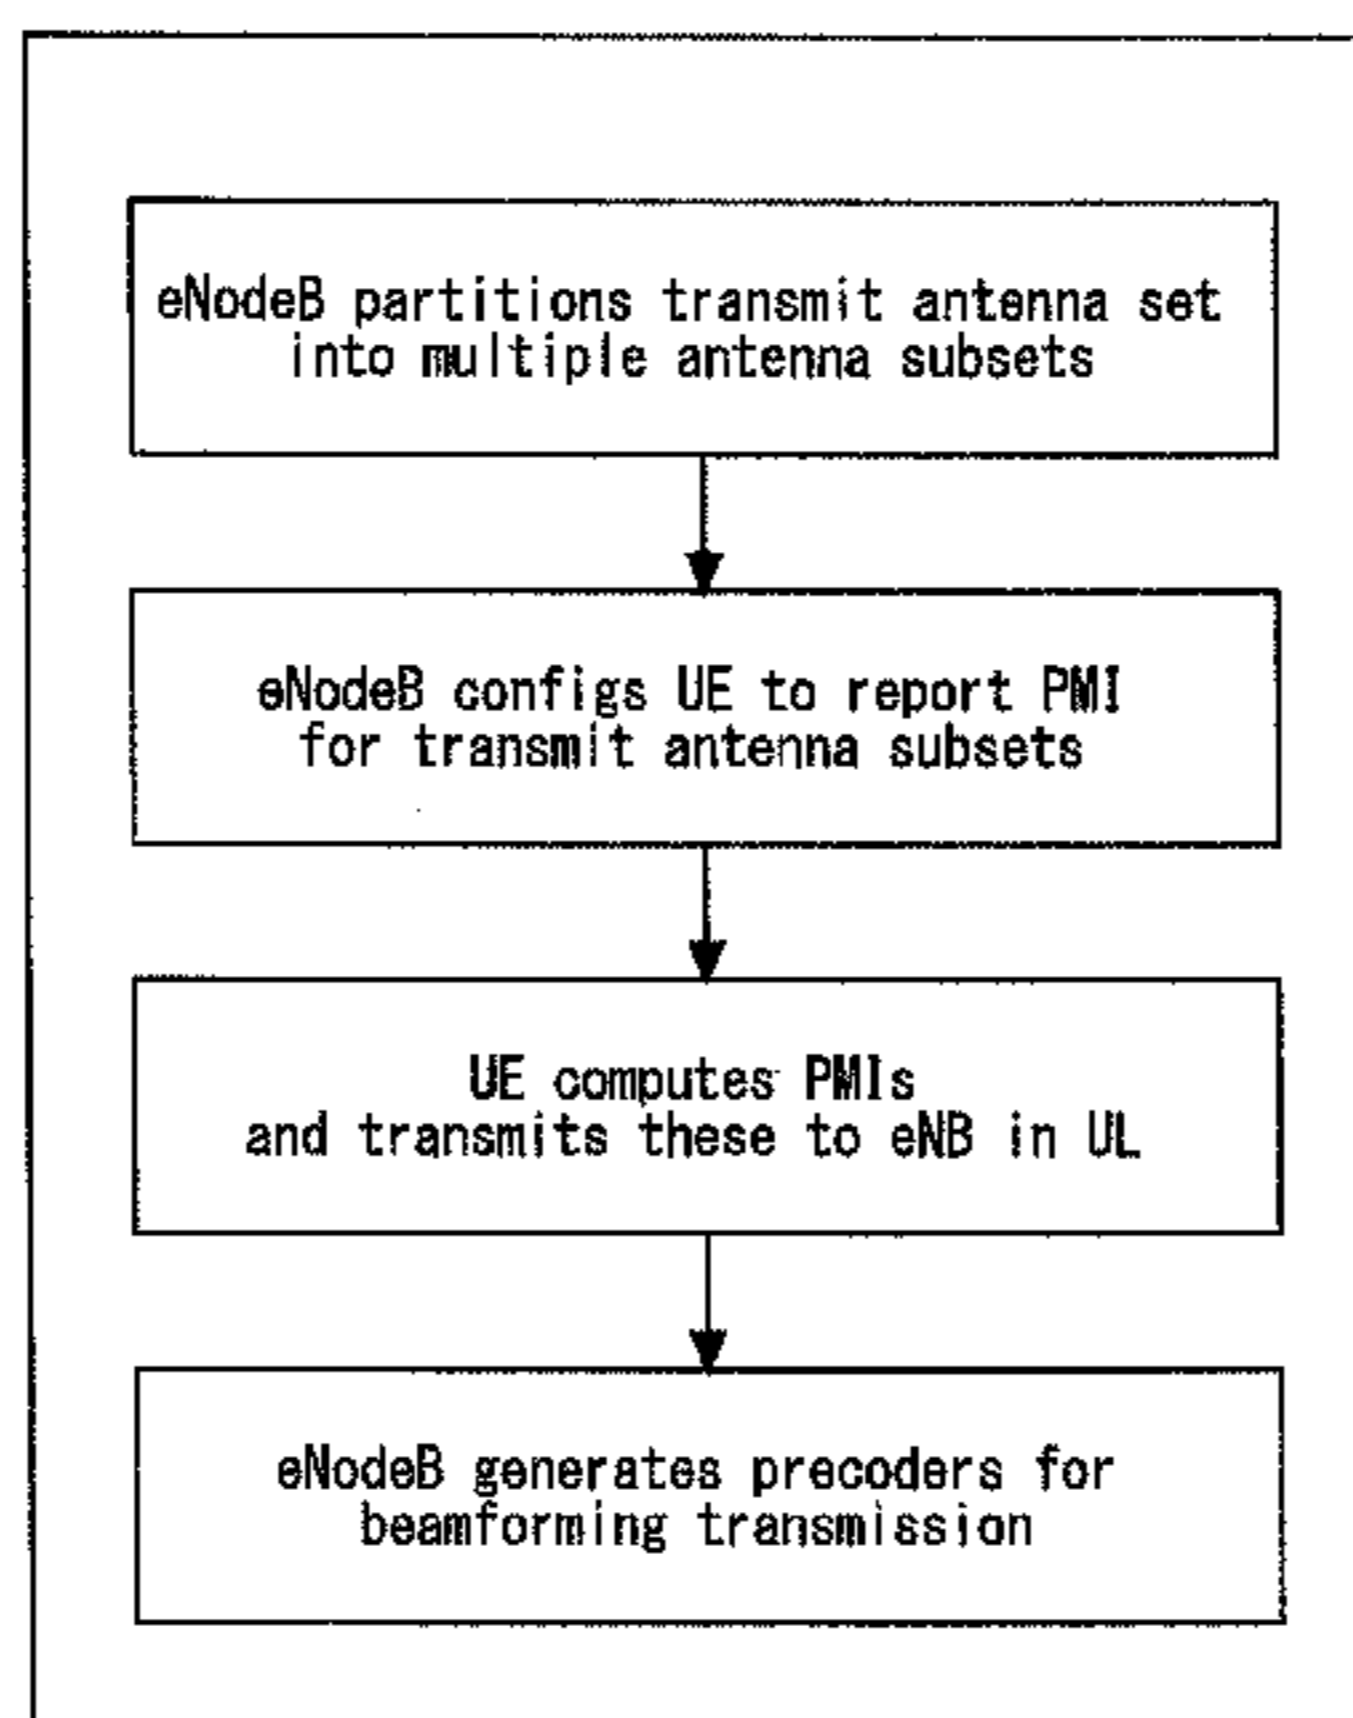 eNodeB partitions transmit antenna set
into multiple antenna subsets
eNodeB configs UE to report PMI
for transmit antenna subsets
UE computes PMIs
and transmits these to eNB in UL
eNodeB generates precoders for
beamforming transmission